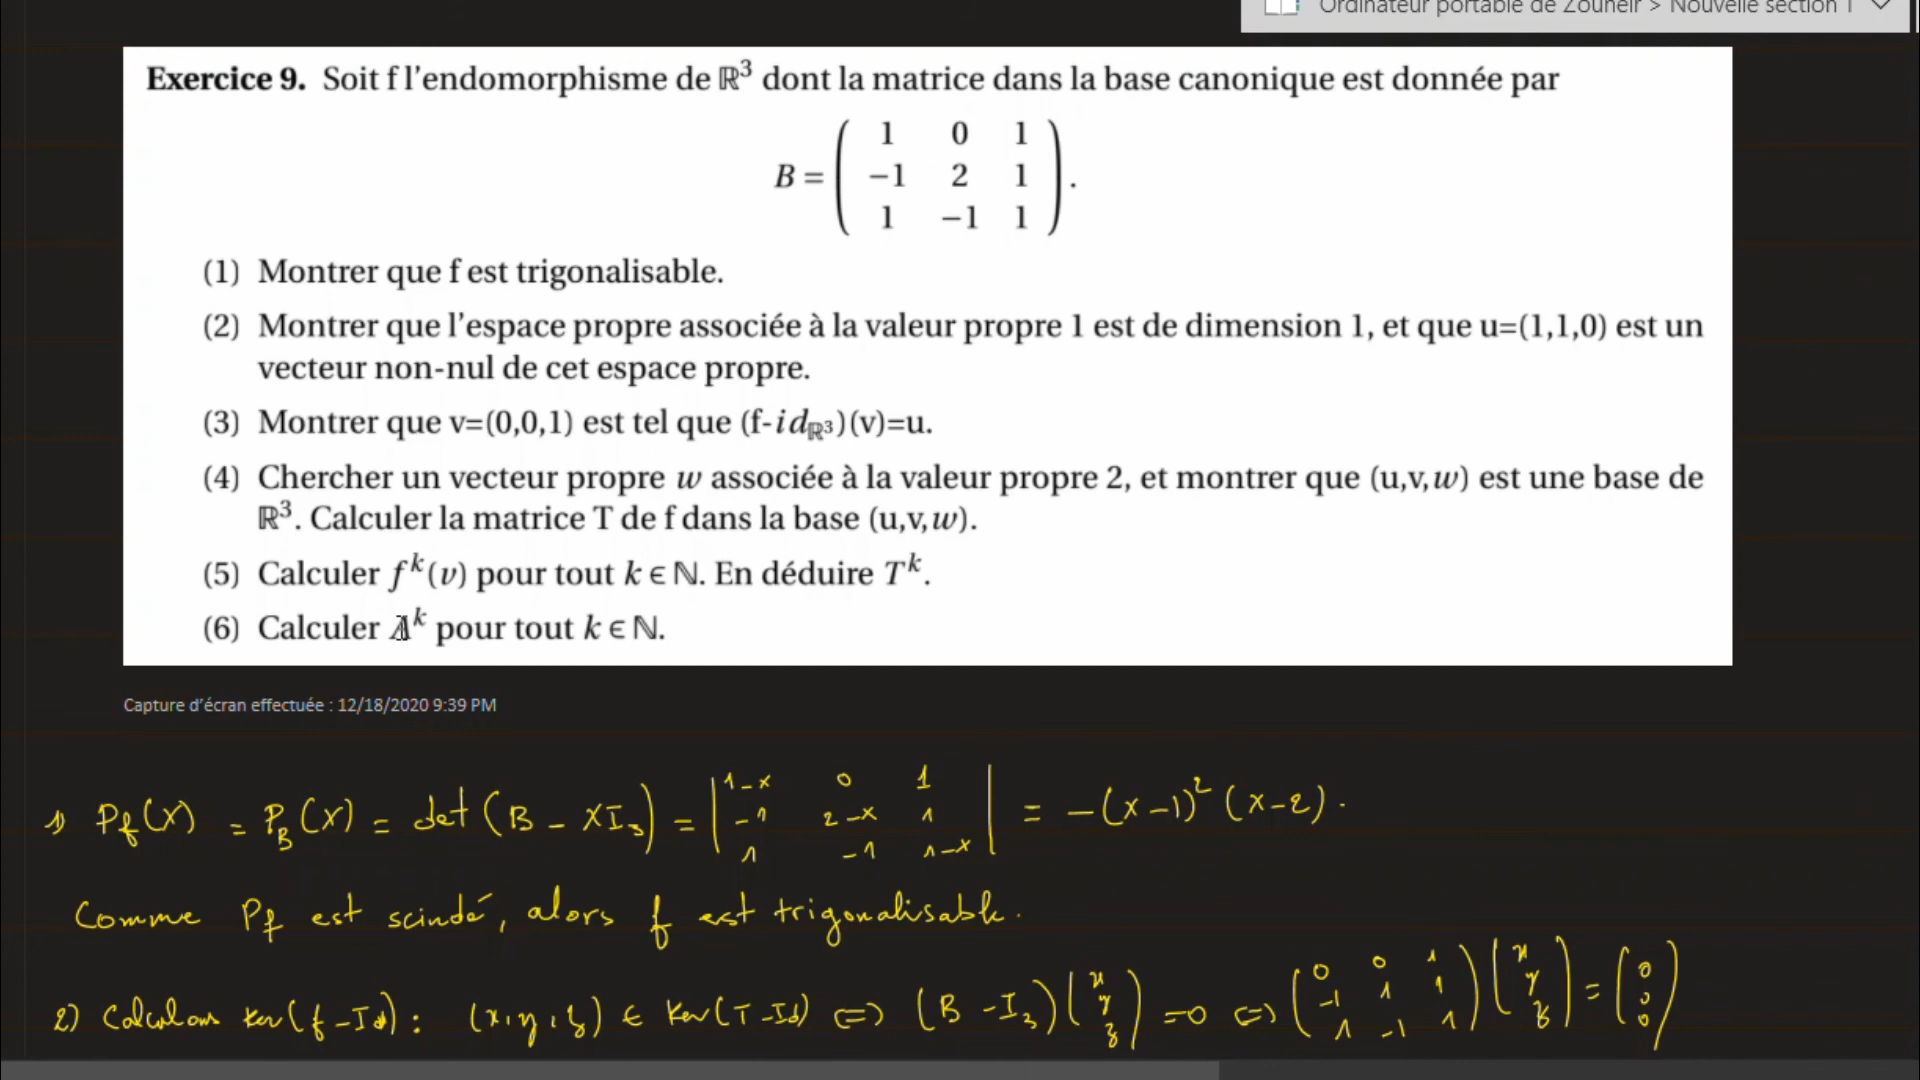 Ordinateur portable de Zouheir > Nouvelle section 1
Exercice 9. Soit f l'endomorphisme de ℝ³ dont la matrice dans la base canonique est donnée par
B = ( 1 0 1
−1 2 1
1 −1 1 ).
(1) Montrer que f est trigonalisable.
(2) Montrer que l'espace propre associée à la valeur propre 1 est de dimension 1, et que u=(1,1,0) est un
vecteur non-nul de cet espace propre.
(3) Montrer que v=(0,0,1) est tel que (f-id_ℝ³)(v)=u.
(4) Chercher un vecteur propre w associée à la valeur propre 2, et montrer que (u,v,w) est une base de
ℝ³. Calculer la matrice T de f dans la base (u,v,w).
(5) Calculer f^k(v) pour tout k ∈ ℕ. En déduire T^k.
(6) Calculer A^k pour tout k ∈ ℕ.
Capture d'écran effectuée : 12/18/2020 9:39 PM
1) P_f(X) = P_B(X) = det(B − XI₃) = | 1−X 0 1
−1 2−X 1
1 −1 1−X | = −(X−1)² (X−2).
Comme P_f est scindé, alors f est trigonalisable.
2) Calculons Ker(f−Id): (x,y,z) ∈ Ker(T−Id) ⟺ (B−I₃) ( x y z ) = 0 ⟺ ( 0 0 1
−1 1 1
1 −1 1 ) ( x y z ) = ( 0 0 0 )